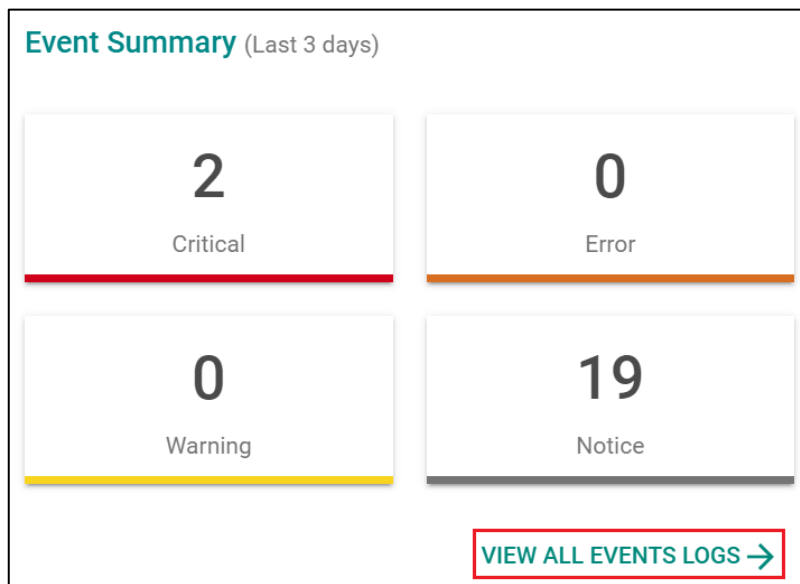 Event Summary (Last 3 days)
2
Critical
0
Error
0
Warning
19
Notice
VIEW ALL EVENTS LOGS →